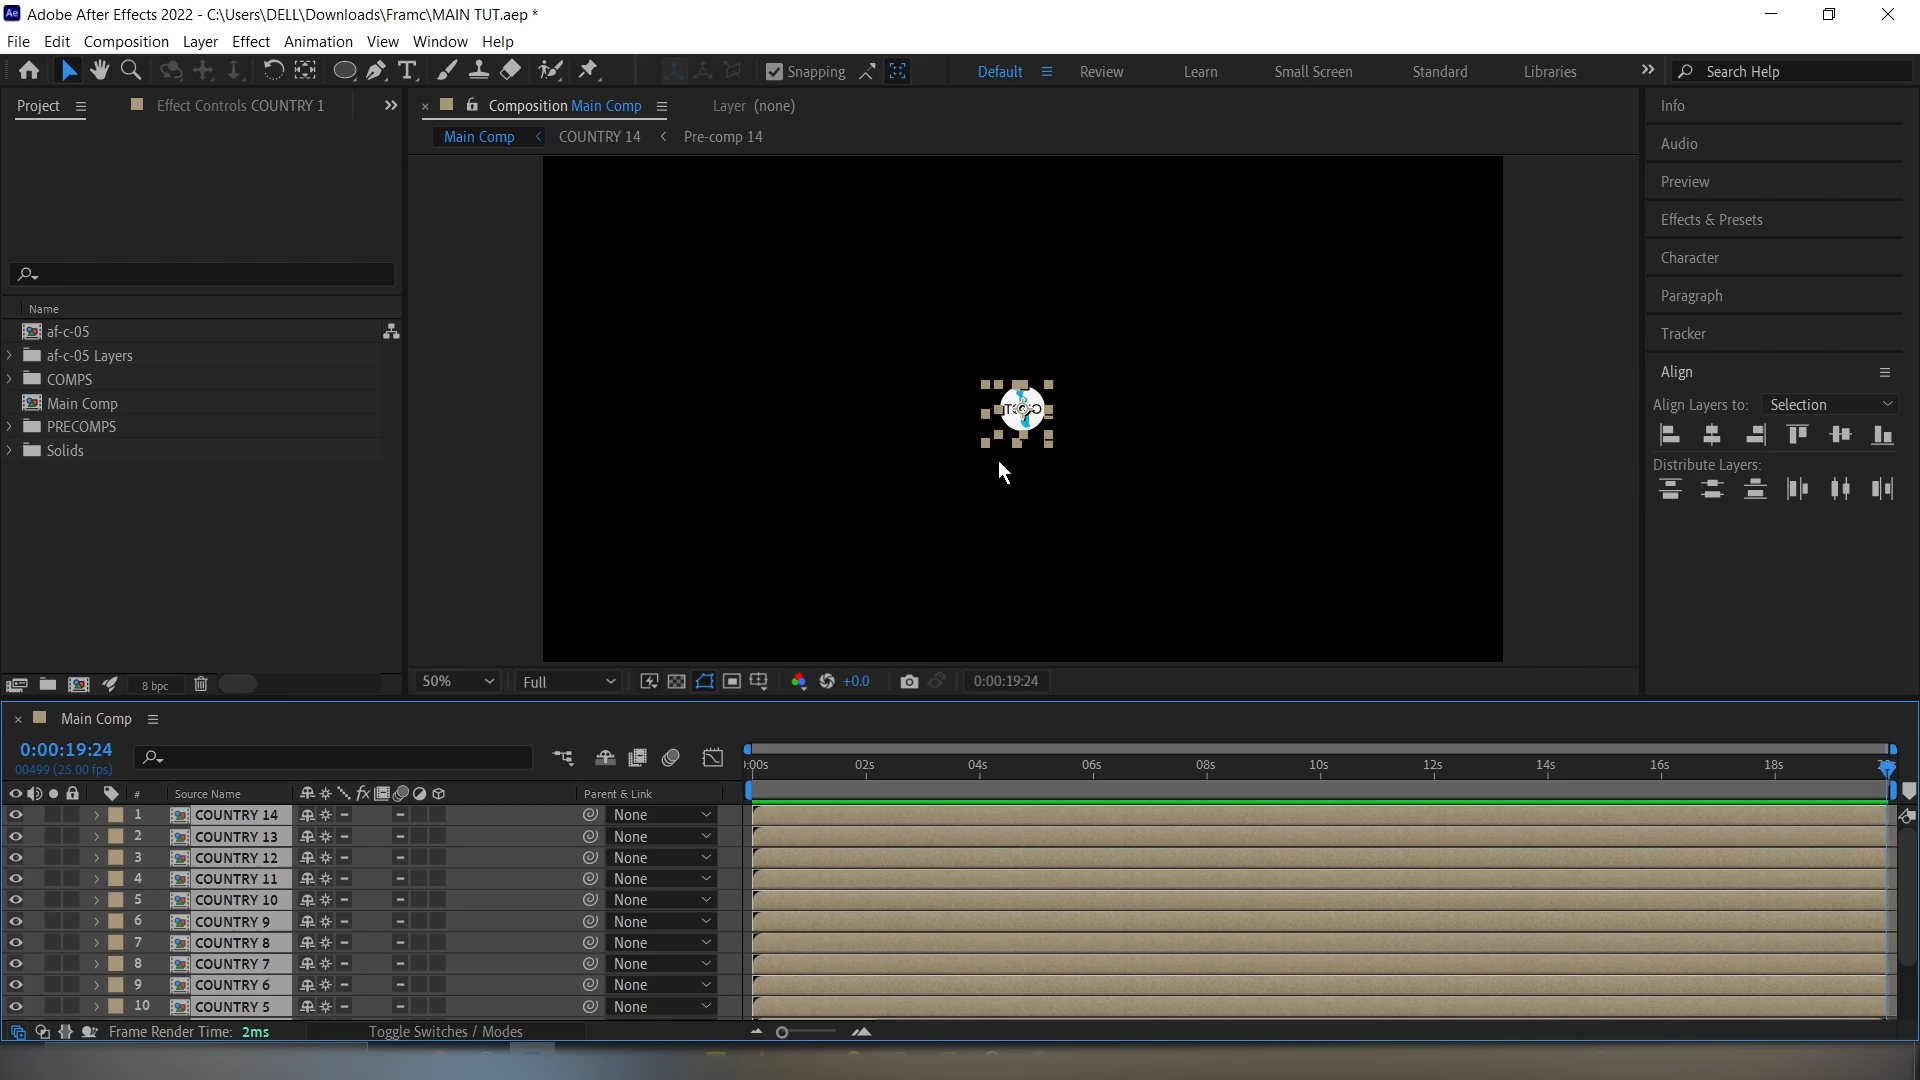 Adobe After Effects 2022 - C:\Users\DELL\Downloads\Framc\MAIN TUT.aep *
File Edit Composition Layer Effect Animation View Window Help
Snapping Default Review Learn Small Screen Standard Libraries Search Help
Project Effect Controls COUNTRY 1
Composition Main Comp Layer (none)
Main Comp COUNTRY 14 Pre-comp 14
Name
af-c-05
af-c-05 Layers
COMPS
Main Comp
PRECOMPS
Solids
TOGO
Info
Audio
Preview
Effects & Presets
Character
Paragraph
Tracker
Align
Align Layers to: Selection
Distribute Layers:
8 bpc
50% Full +0.0 0:00:19:24
Main Comp
0:00:19:24
00499 (25.00 fps)
:00s 02s 04s 06s 08s 10s 12s 14s 16s 18s
# Source Name Parent & Link
1 COUNTRY 14 None
2 COUNTRY 13 None
3 COUNTRY 12 None
4 COUNTRY 11 None
5 COUNTRY 10 None
6 COUNTRY 9 None
7 COUNTRY 8 None
8 COUNTRY 7 None
9 COUNTRY 6 None
10 COUNTRY 5 None
Frame Render Time: 2ms Toggle Switches / Modes